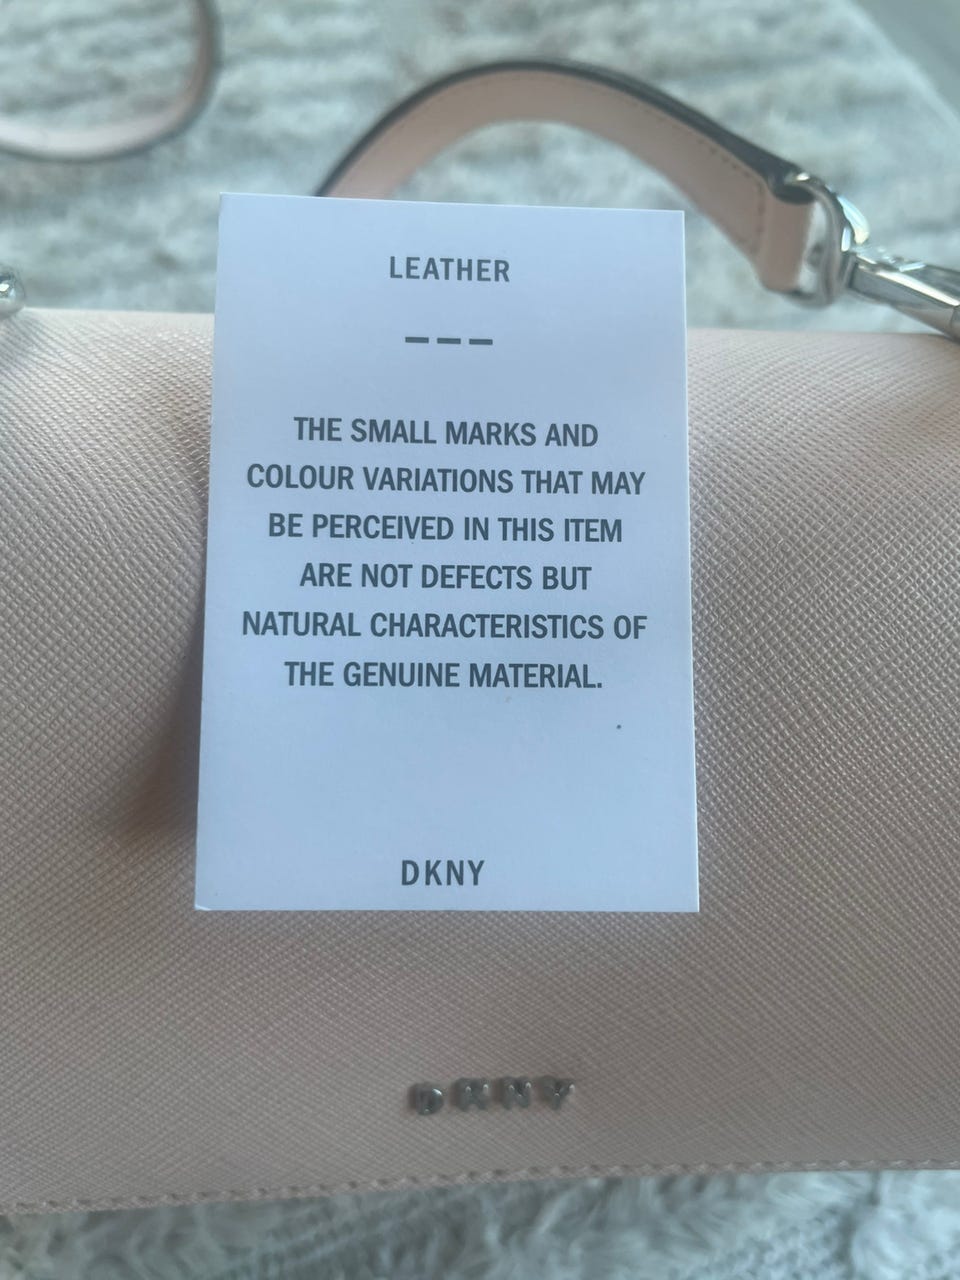 LEATHER
THE SMALL MARKS AND
COLOUR VARIATIONS THAT MAY
BE PERCEIVED IN THIS ITEM
ARE NOT DEFECTS BUT
NATURAL CHARACTERISTICS OF
THE GENUINE MATERIAL.
DKNY
DKNY